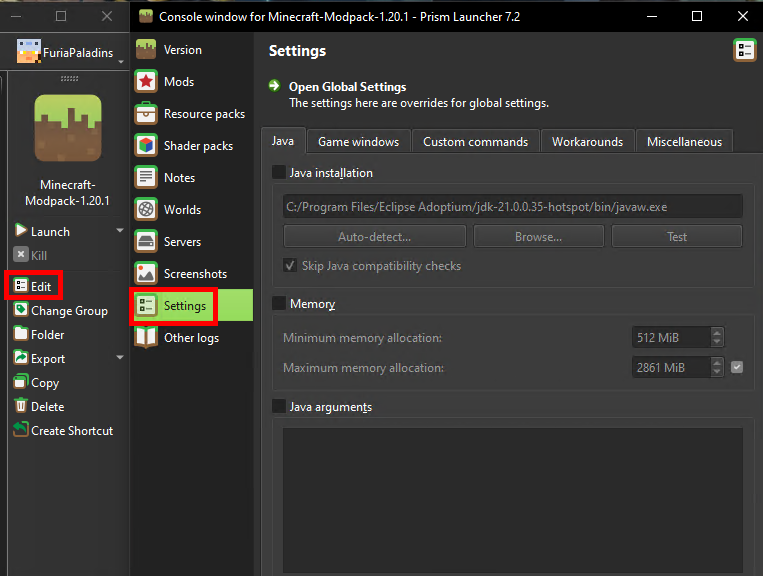 Console window for Minecraft-Modpack-1.20.1 - Prism Launcher 7.2
FuriaPaladins
Minecraft-
Modpack-1.20.1
Launch
Kill
Edit
Change Group
Folder
Export
Copy
Delete
Create Shortcut
Version
Mods
Resource packs
Shader packs
Notes
Worlds
Servers
Screenshots
Settings
Other logs
Settings
Open Global Settings
The settings here are overrides for global settings.
Java Game windows Custom commands Workarounds Miscellaneous
Java installation
C:/Program Files/Eclipse Adoptium/jdk-21.0.0.35-hotspot/bin/javaw.exe
Auto-detect... Browse... Test
Skip Java compatibility checks
Memory
Minimum memory allocation: 512 MiB
Maximum memory allocation: 2861 MiB
Java arguments